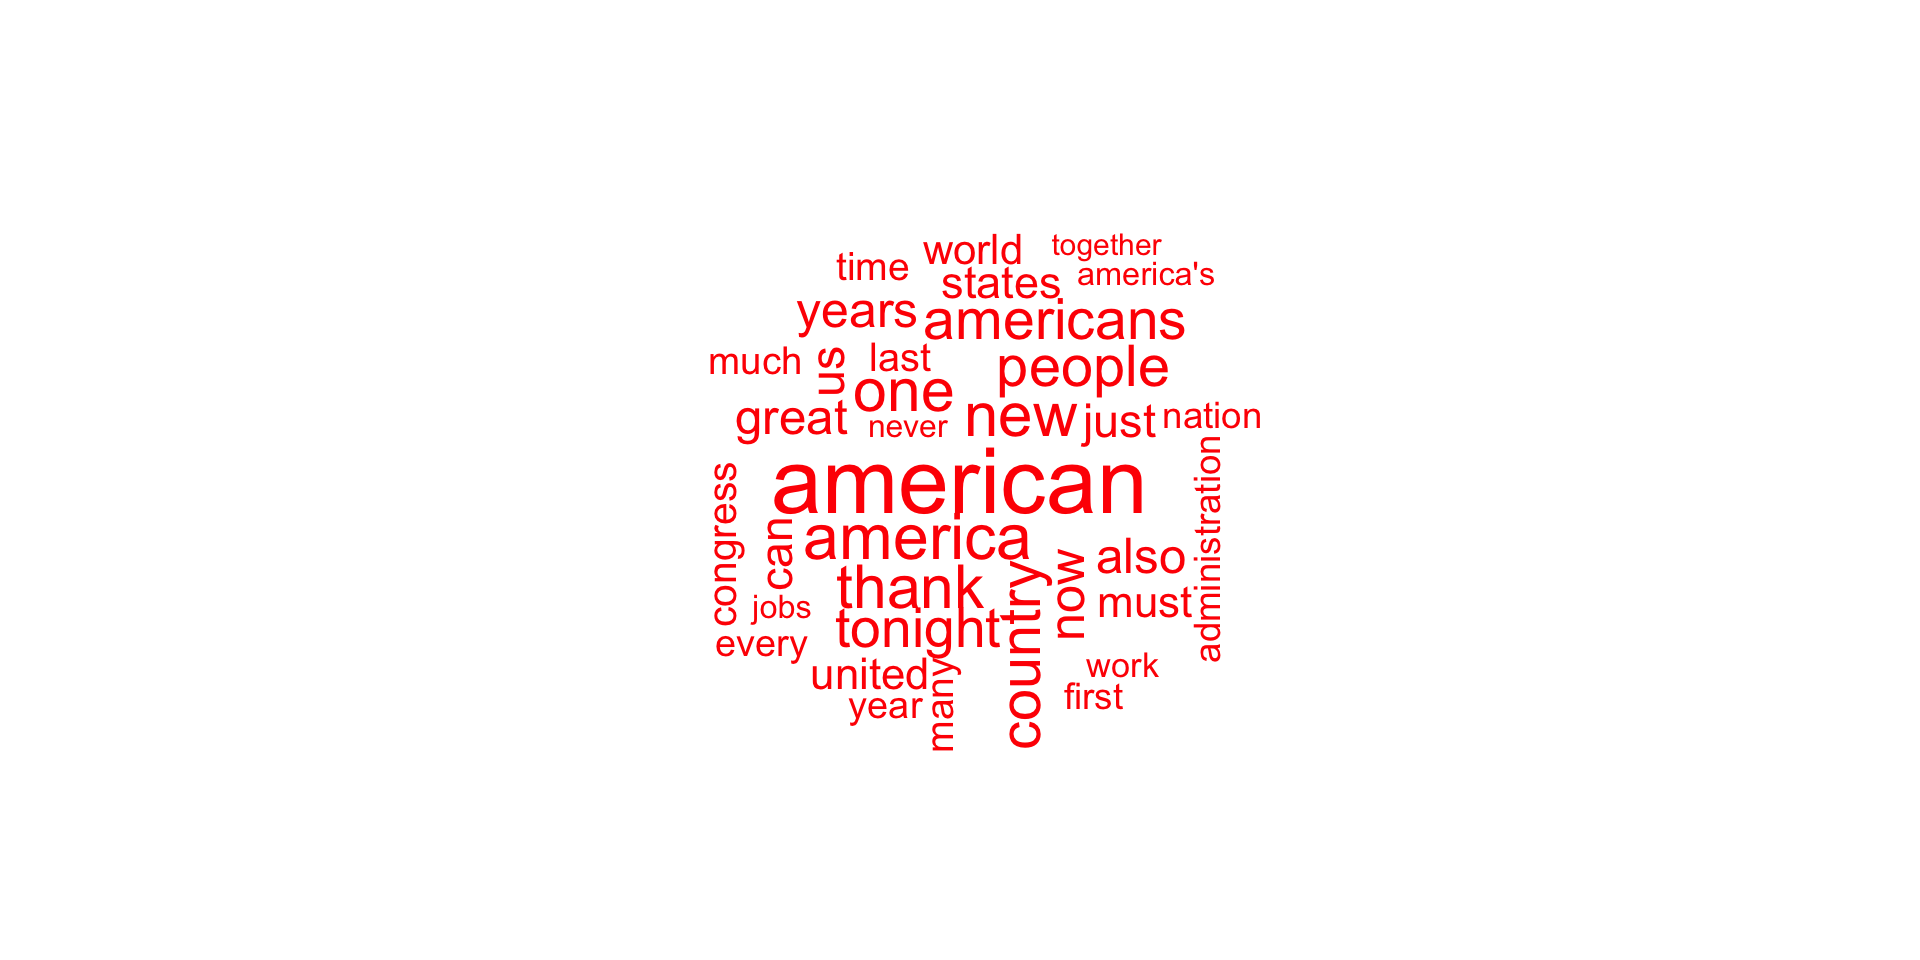 together
world
time
america's
states
years
americans
much
us
last
people
one
great
new
just
nation
never
american
congress
can
america
administration
also
now
thank
country
must
jobs
tonight
every
united
many
work
year
first